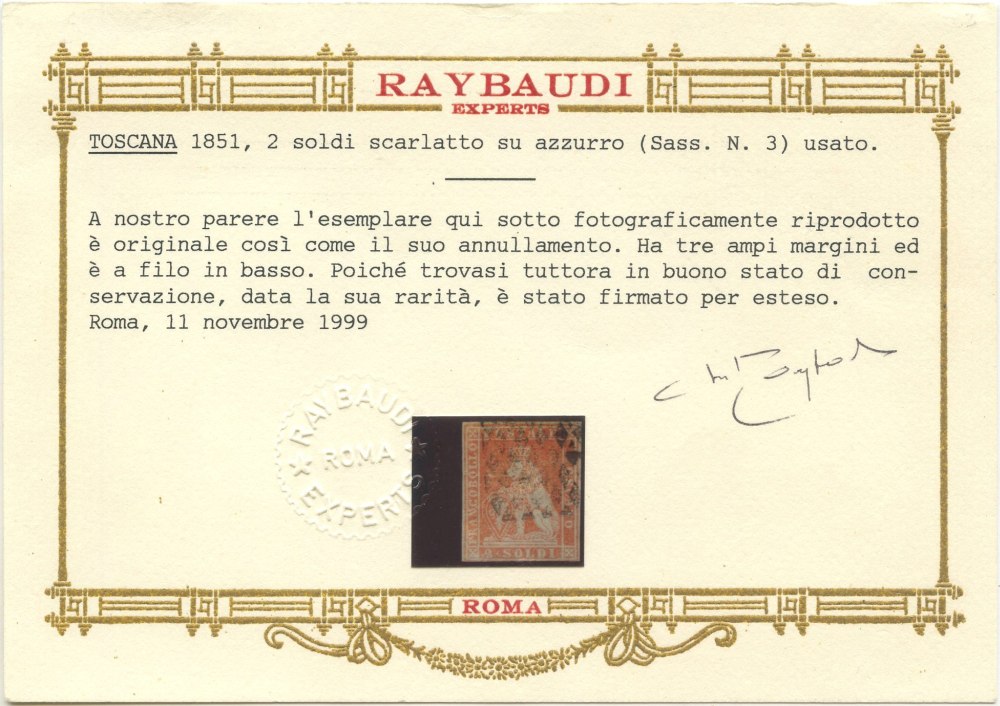 RAYBAUDI
EXPERTS
TOSCANA 1851, 2 soldi scarlatto su azzurro (Sass. N. 3) usato.
A nostro parere l'esemplare qui sotto fotograficamente riprodotto
è originale così come il suo annullamento. Ha tre ampi margini ed
è a filo in basso. Poiché trovasi tuttora in buono stato di con-
servazione, data la sua rarità, è stato firmato per esteso.
Roma, 11 novembre 1999
RAYBAUDI
ROMA
EXPERTS
FRANCOBOLLO
2 SOLDI
ROMA